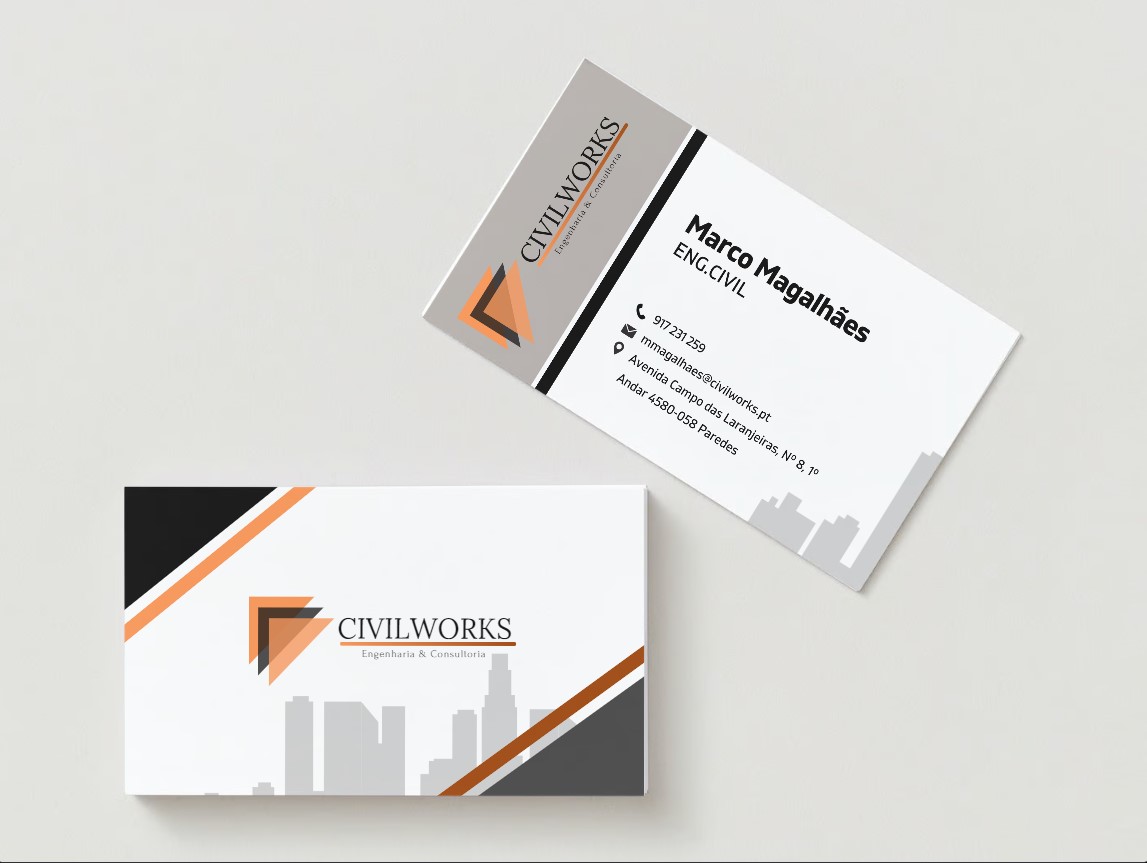 CIVILWORKS
Engenharia & Consultoria
Marco Magalhães
ENG.CIVIL
917 231 259
mmagalhaes@civilworks.pt
Avenida Campo das Laranjeiras, Nº 8, 1º
Andar 4580-058 Paredes
CIVILWORKS
Engenharia & Consultoria